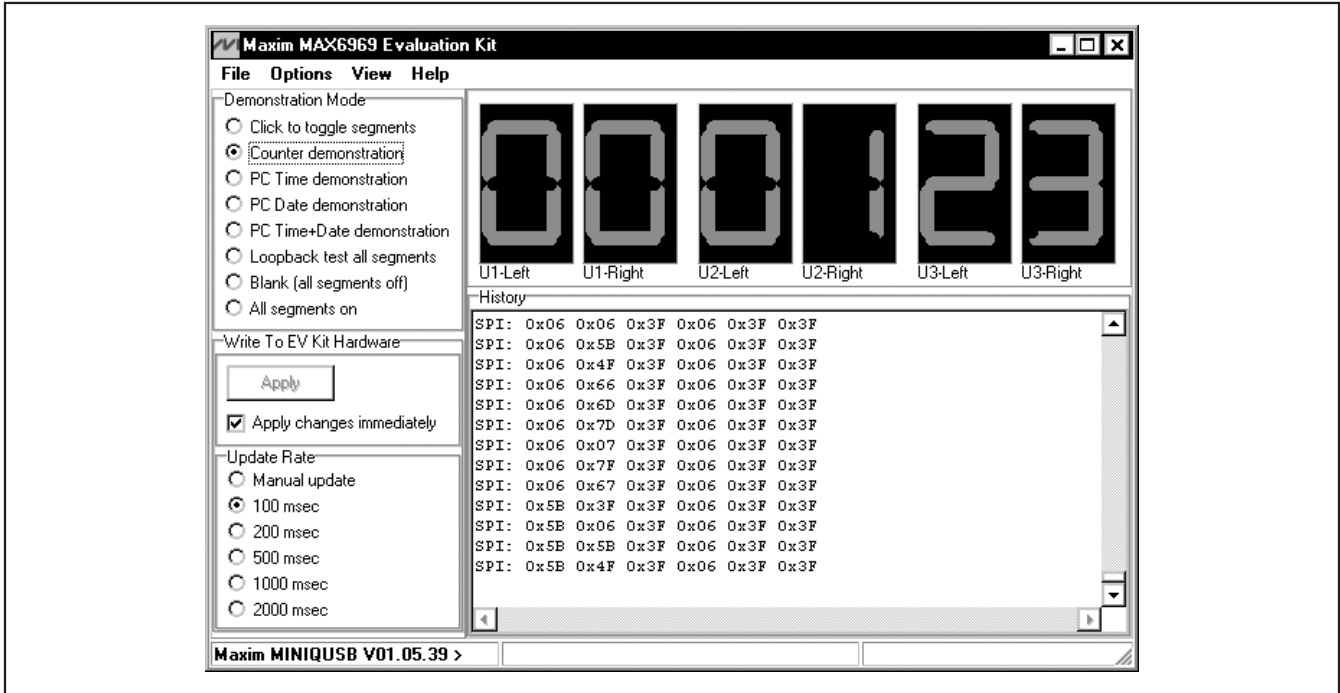 Maxim MAX6969 Evaluation Kit
File Options View Help
Demonstration Mode
Click to toggle segments
Counter demonstration
PC Time demonstration
PC Date demonstration
PC Time+Date demonstration
Loopback test all segments
Blank (all segments off)
All segments on
Write To EV Kit Hardware
Apply
Apply changes immediately
Update Rate
Manual update
100 msec
200 msec
500 msec
1000 msec
2000 msec
000123
U1-Left U1-Right U2-Left U2-Right U3-Left U3-Right
History
SPI: 0x06 0x06 0x3F 0x06 0x3F 0x3F
SPI: 0x06 0x5B 0x3F 0x06 0x3F 0x3F
SPI: 0x06 0x4F 0x3F 0x06 0x3F 0x3F
SPI: 0x06 0x66 0x3F 0x06 0x3F 0x3F
SPI: 0x06 0x6D 0x3F 0x06 0x3F 0x3F
SPI: 0x06 0x7D 0x3F 0x06 0x3F 0x3F
SPI: 0x06 0x07 0x3F 0x06 0x3F 0x3F
SPI: 0x06 0x7F 0x3F 0x06 0x3F 0x3F
SPI: 0x06 0x67 0x3F 0x06 0x3F 0x3F
SPI: 0x5B 0x3F 0x3F 0x06 0x3F 0x3F
SPI: 0x5B 0x06 0x3F 0x06 0x3F 0x3F
SPI: 0x5B 0x5B 0x3F 0x06 0x3F 0x3F
SPI: 0x5B 0x4F 0x3F 0x06 0x3F 0x3F
Maxim MINIQUSB V01.05.39 >